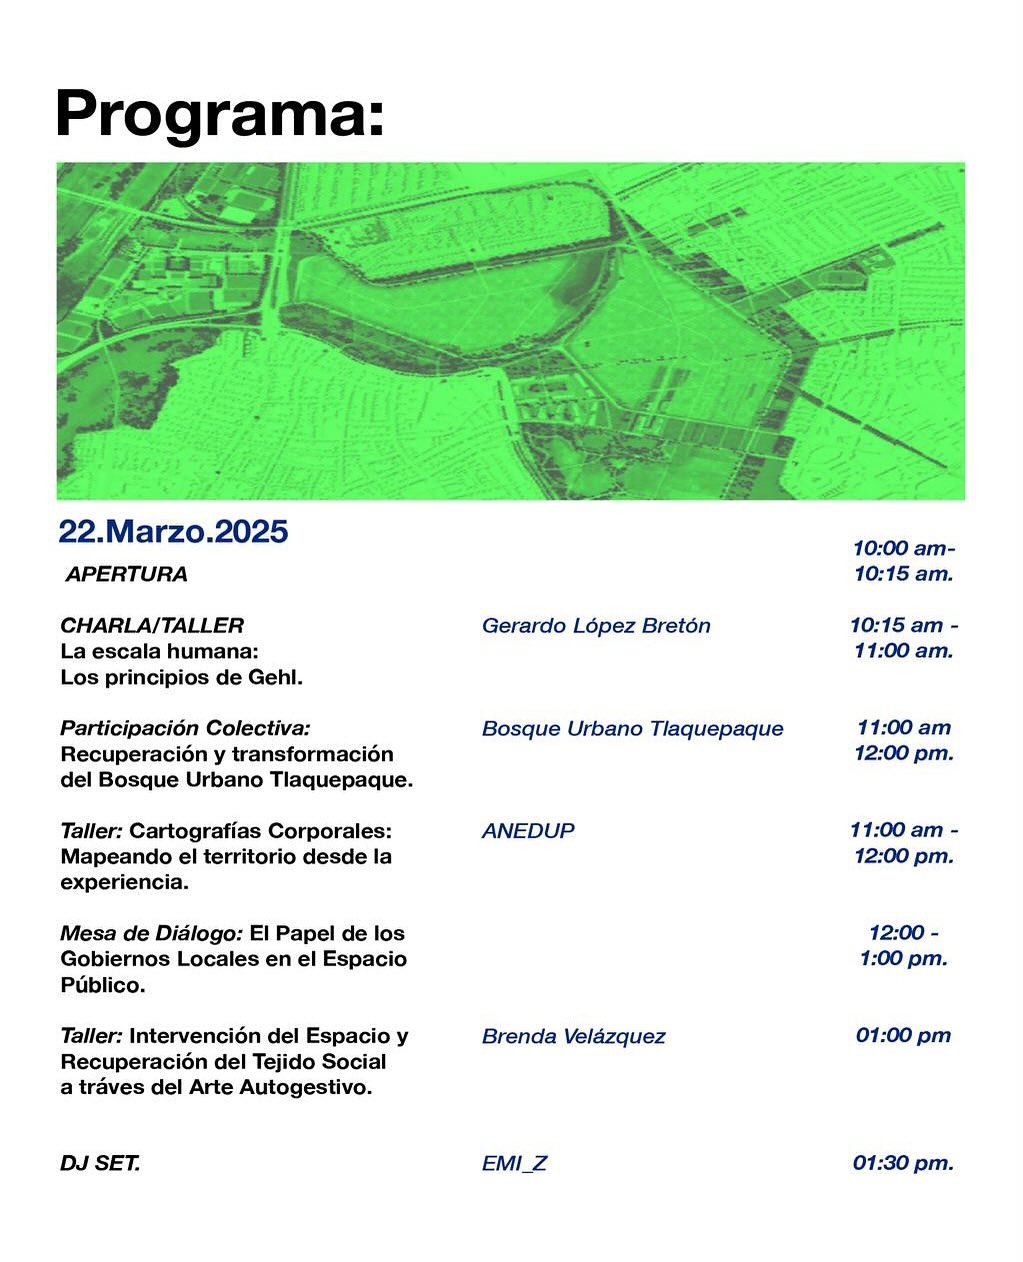 Programa:
22.Marzo.2025
APERTURA
10:00 am-
10:15 am.
CHARLA/TALLER
La escala humana:
Los principios de Gehl.
Gerardo López Bretón
10:15 am -
11:00 am.
Participación Colectiva:
Recuperación y transformación
del Bosque Urbano Tlaquepaque.
Bosque Urbano Tlaquepaque
11:00 am
12:00 pm.
Taller: Cartografías Corporales:
Mapeando el territorio desde la
experiencia.
ANEDUP
11:00 am -
12:00 pm.
Mesa de Diálogo: El Papel de los
Gobiernos Locales en el Espacio
Público.
12:00 -
1:00 pm.
Taller: Intervención del Espacio y
Recuperación del Tejido Social
a tráves del Arte Autogestivo.
Brenda Velázquez
01:00 pm
DJ SET.
EMI_Z
01:30 pm.